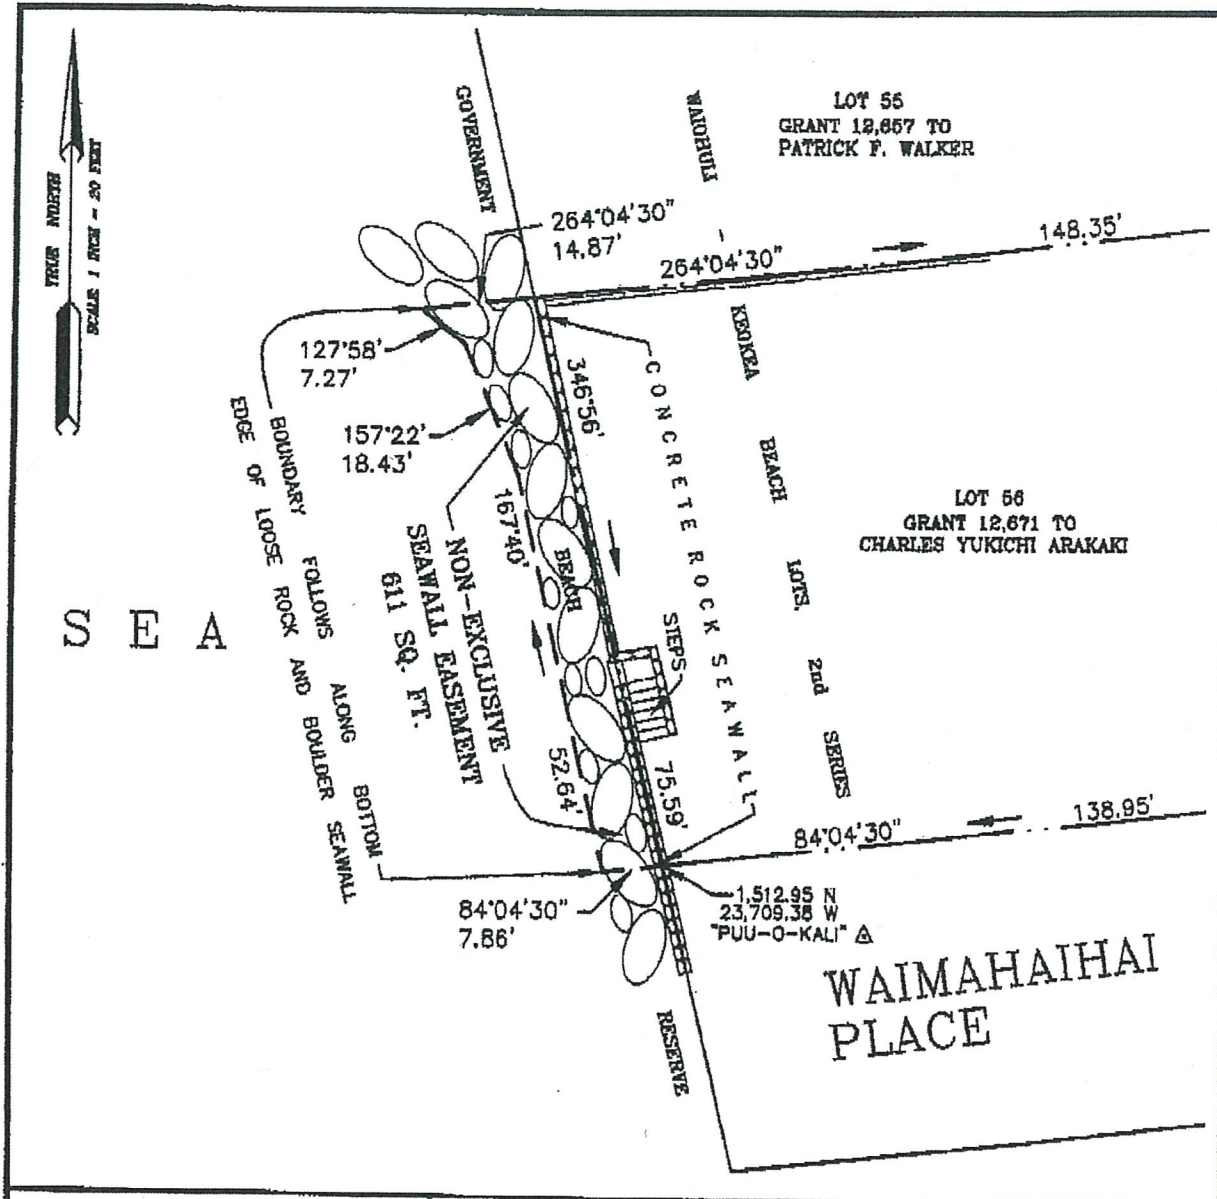 LOT 55
GRANT 12,657 TO
PATRICK F. WALKER
TRUE NORTH
SCALE: 1 INCH = 20 FEET
GOVERNMENT
BEACH
RESERVE
WAIOHULI - KEOKEA BEACH LOTS, 2nd SERIES
264°04'30"
14.87'
264°04'30"
148.35'
127°58'
7.27'
157°22'
18.43'
346°56'
75.59'
167°40'
52.64'
CONCRETE ROCK SEAWALL
BOUNDARY FOLLOWS ALONG BOTTOM
EDGE OF LOOSE ROCK AND BOULDER SEAWALL
NON-EXCLUSIVE
SEAWALL EASEMENT
611 SQ. FT.
LOT 56
GRANT 12,671 TO
CHARLES YUKICHI ARAKAKI
SEA
STEPS
84°04'30"
138.95'
84°04'30"
7.86'
1,512.95 N
23,709.38 W
"PUU-O-KALI"
WAIMAHAIHAI
PLACE